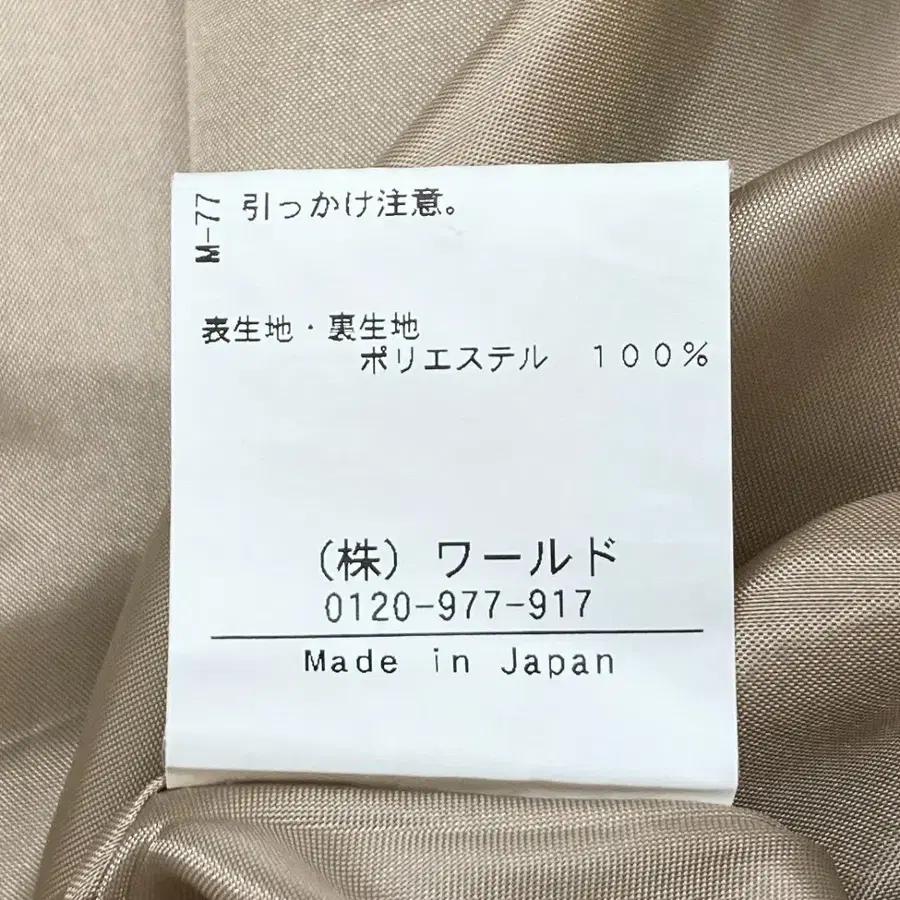 M-77
引っかけ注意。
表生地・裏生地
ポリエステル　１００％
(株) ワールド
0120-977-917
Made in Japan